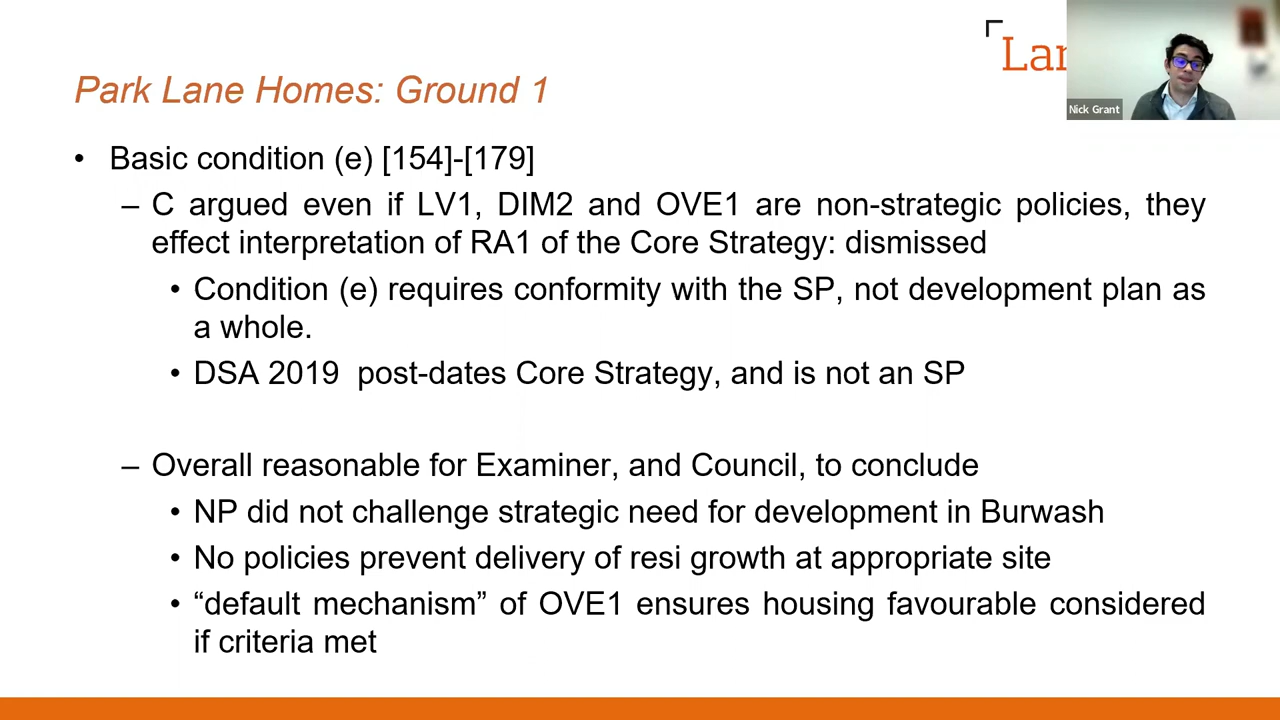 Lan
Nick Grant
Park Lane Homes: Ground 1
• Basic condition (e) [154]-[179]
– C argued even if LV1, DIM2 and OVE1 are non-strategic policies, they
effect interpretation of RA1 of the Core Strategy: dismissed
• Condition (e) requires conformity with the SP, not development plan as
a whole.
• DSA 2019 post-dates Core Strategy, and is not an SP
– Overall reasonable for Examiner, and Council, to conclude
• NP did not challenge strategic need for development in Burwash
• No policies prevent delivery of resi growth at appropriate site
• “default mechanism” of OVE1 ensures housing favourable considered
if criteria met